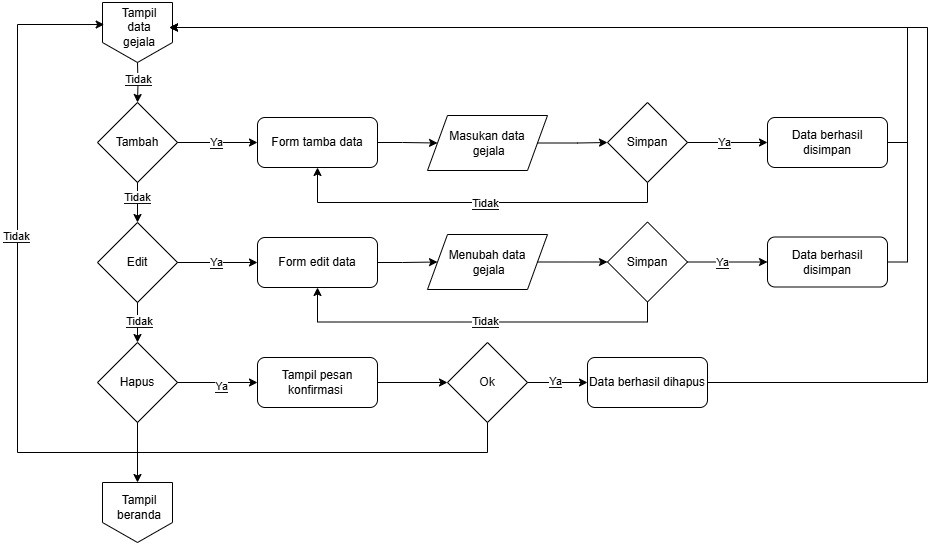 Tampil
data
gejala
Tidak
Tambah
Ya
Form tamba data
Masukan data
gejala
Simpan
Ya
Data berhasil
disimpan
Tidak
Tidak
Tidak
Edit
Ya
Form edit data
Menubah data
gejala
Simpan
Ya
Data berhasil
disimpan
Tidak
Tidak
Hapus
Ya
Tampil pesan
konfirmasi
Ok
Ya
Data berhasil dihapus
Tampil
beranda